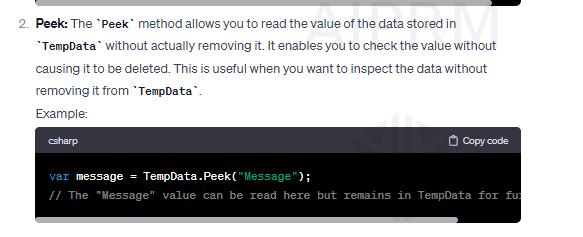 AIPRM
2. Peek: The `Peek` method allows you to read the value of the data stored in
`TempData` without actually removing it. It enables you to check the value without
causing it to be deleted. This is useful when you want to inspect the data without
removing it from `TempData`.
Example:
csharp
Copy code
var message = TempData.Peek("Message");
// The "Message" value can be read here but remains in TempData for fu